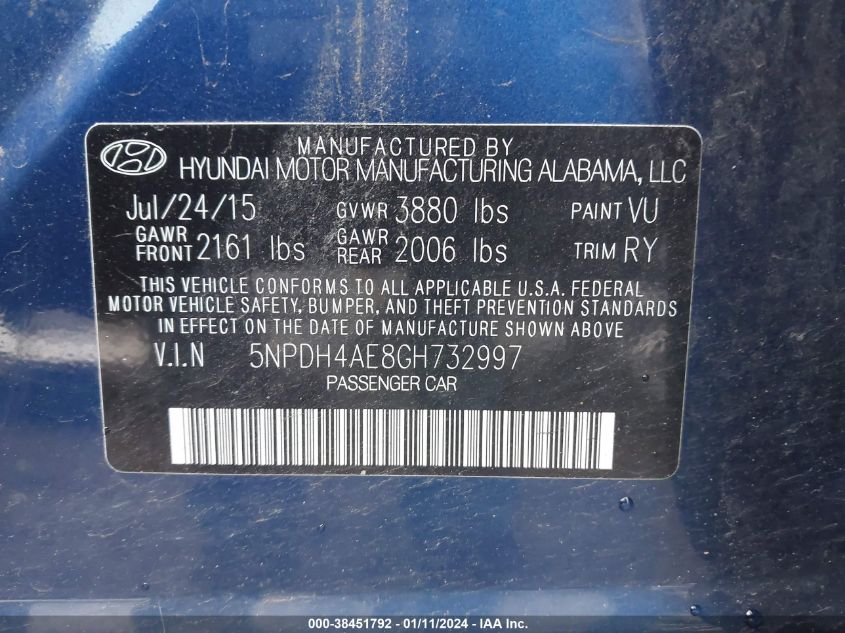 MANUFACTURED BY
HYUNDAI MOTOR MANUFACTURING ALABAMA, LLC
Jul/24/15 GVWR 3880 lbs PAINT VU
GAWR FRONT 2161 lbs GAWR REAR 2006 lbs TRIM RY
THIS VEHICLE CONFORMS TO ALL APPLICABLE U.S.A. FEDERAL
MOTOR VEHICLE SAFETY, BUMPER, AND THEFT PREVENTION STANDARDS
IN EFFECT ON THE DATE OF MANUFACTURE SHOWN ABOVE
V.I.N 5NPDH4AE8GH732997
PASSENGER CAR
000-38451792 - 01/11/2024 - IAA Inc.